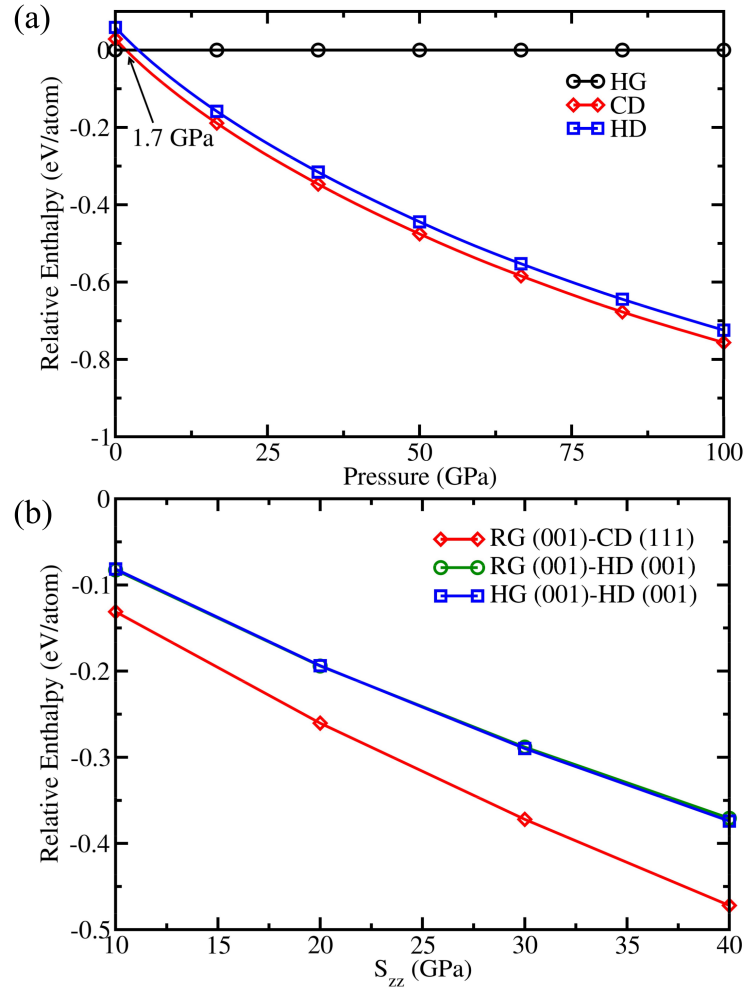 (a)
0
-0.2
-0.4
-0.6
-0.8
-1
Relative Enthalpy (eV/atom)
1.7 GPa
HG
CD
HD
0 25 50 75 100
Pressure (GPa)
(b)
0
-0.1
-0.2
-0.3
-0.4
-0.5
Relative Enthalpy (eV/atom)
RG (001)-CD (111)
RG (001)-HD (001)
HG (001)-HD (001)
10 15 20 25 30 35 40
Szz (GPa)